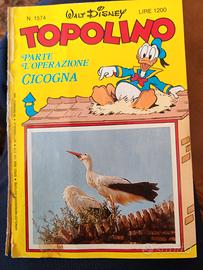 N. 1574
WALT DISNEY
LIRE 1200
TOPOLINO
PARTE
L'OPERAZIONE
CICOGNA